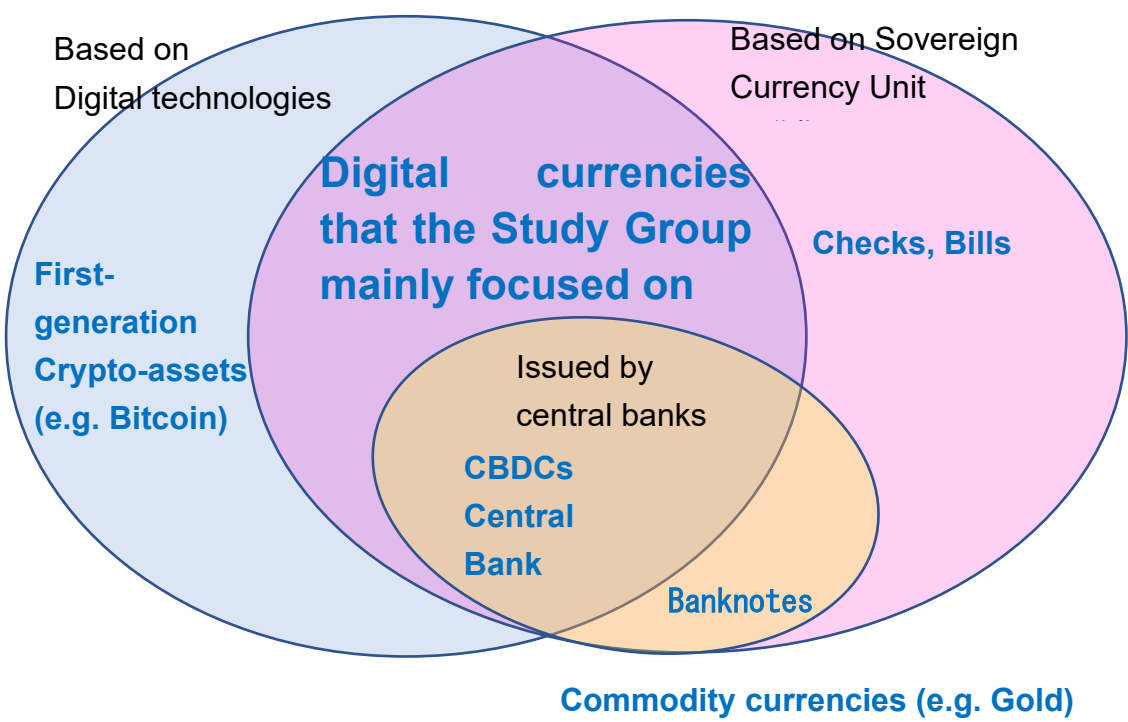 Based on
Digital technologies
Based on Sovereign
Currency Unit
Digital currencies
that the Study Group
mainly focused on
Checks, Bills
First-
generation
Crypto-assets
(e.g. Bitcoin)
Issued by
central banks
CBDCs
Central
Bank
Banknotes
Commodity currencies (e.g. Gold)